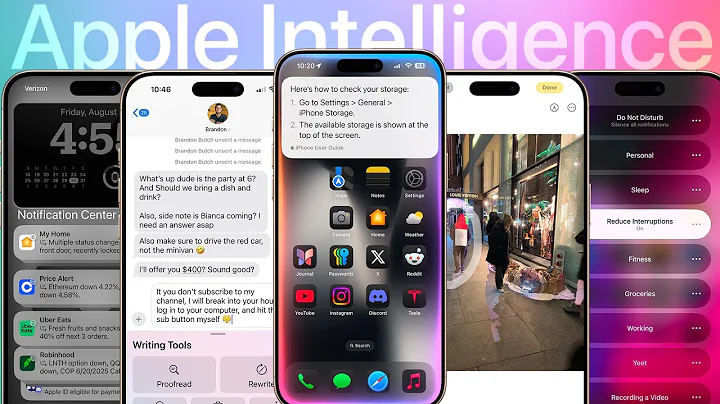 Apple Intelligence
Verizon
Friday, August
4:55
Notification Center
My Home
Multiple status change
front door, recently locked
Price Alert
Ethereum down 4.22%,
down 4.58%.
Uber Eats
Fresh fruits and snacks
40% off next 3 orders.
Robinhood
LNTH option down, QQ
down, COP 6/20/2025 Cal
Apple ID eligible for payme
10:46
25
Brandon
Brandon Butch unsent a message
Brandon Butch unsent a message
Brandon Butch unsent a message
What's up dude is the party at 6?
And Should we bring a dish and
drink?
Also, side note is Bianca coming? I
need an answer asap
Also make sure to drive the red car,
not the minivan 🤣
I'll offer you $400? Sound good?
It you don't subscribe to my
channel, I will break into your hou
log in to your computer, and hit th
sub button myself 😤
Writing Tools
Proofread
Rewrite
10:20
84
Here's how to check your storage:
1. Go to Settings > General >
iPhone Storage.
2. The available storage is shown at the
top of the screen.
iPhone User Guide
Maps
Notes
Settings
Camera
Home
Weather
Journal
Passwords
X
Reddit
YouTube
Instagram
Discord
Tesla
Search
Done
LOUIS VUITTON
Do Not Disturb
Silence all notifications
Personal
Sleep
Reduce Interruptions
On
Fitness
Groceries
Working
Yeet
Recording a Video